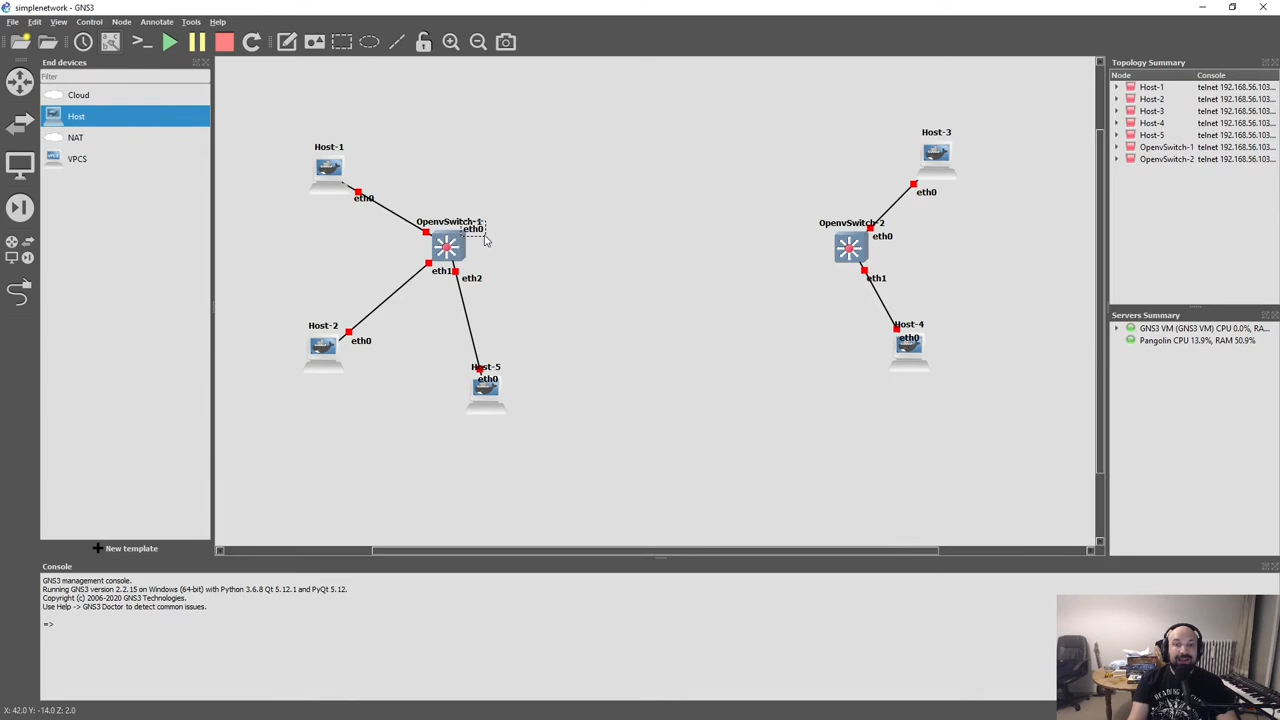 simplenetwork - GNS3
File Edit View Control Node Annotate Tools Help
End devices
Filter
Cloud
Host
NAT
VPCS
New template
Host-1
eth0
OpenvSwitch-1
eth0
eth1
eth2
Host-2
eth0
Host-5
eth0
Host-3
eth0
OpenvSwitch-2
eth0
eth1
Host-4
eth0
Topology Summary
Node Console
Host-1 telnet 192.168.56.103...
Host-2 telnet 192.168.56.103...
Host-3 telnet 192.168.56.103...
Host-4 telnet 192.168.56.103...
Host-5 telnet 192.168.56.103...
OpenvSwitch-1 telnet 192.168.56.103...
OpenvSwitch-2 telnet 192.168.56.103...
Servers Summary
GNS3 VM (GNS3 VM) CPU 0.0%, RA...
Pangolin CPU 13.9%, RAM 50.9%
Console
GNS3 management console.
Running GNS3 version 2.2.15 on Windows (64-bit) with Python 3.6.8 Qt 5.12.1 and PyQt 5.12.
Copyright (c) 2006-2020 GNS3 Technologies.
Use Help -> GNS3 Doctor to detect common issues.
=>
X: 42.0 Y: -14.0 Z: 2.0